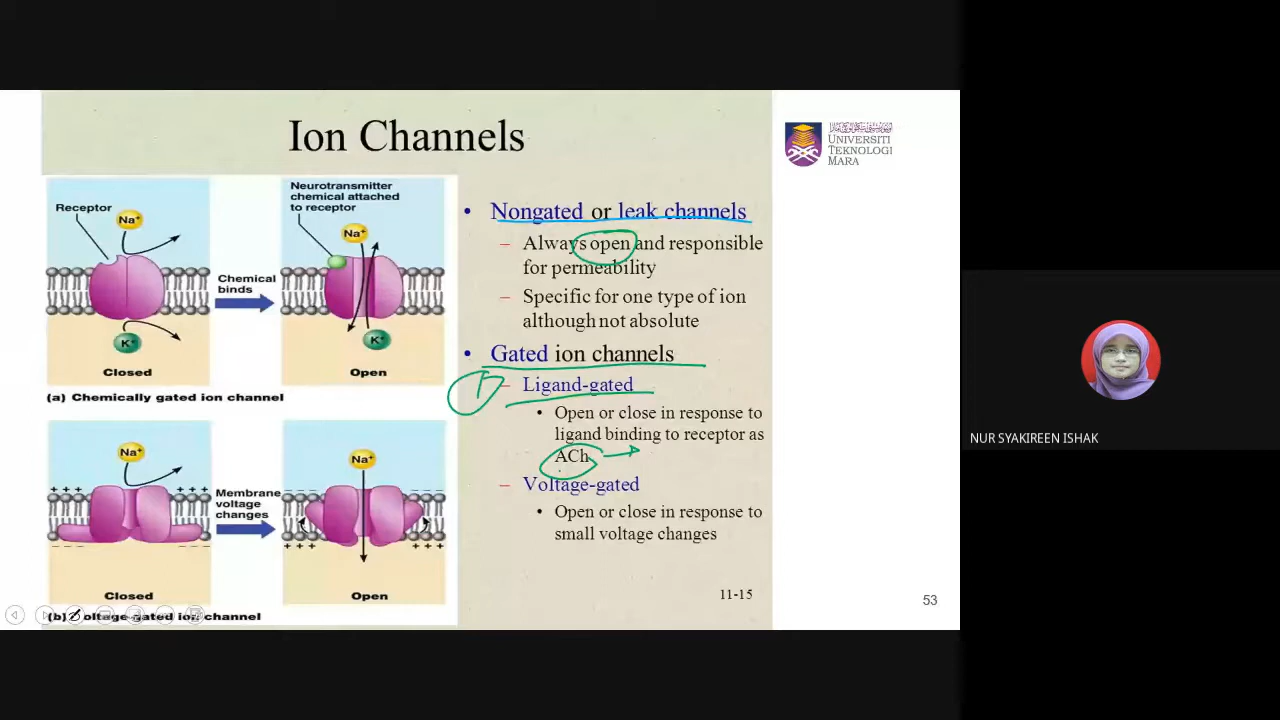 Ion Channels
UNIVERSITI
TEKNOLOGI
MARA
Receptor
Na+
Neurotransmitter
chemical attached
to receptor
Na+
Chemical
binds
K+
K+
Closed
Open
(a) Chemically gated ion channel
Na+
Na+
+++
+++
Membrane
voltage
changes
+++
+++
Closed
Open
(b) Voltage-gated ion channel
• Nongated or leak channels
– Always open and responsible
for permeability
– Specific for one type of ion
although not absolute
• Gated ion channels
1
– Ligand-gated
• Open or close in response to
ligand binding to receptor as
ACh
– Voltage-gated
• Open or close in response to
small voltage changes
11-15
53
NUR SYAKIREEN ISHAK